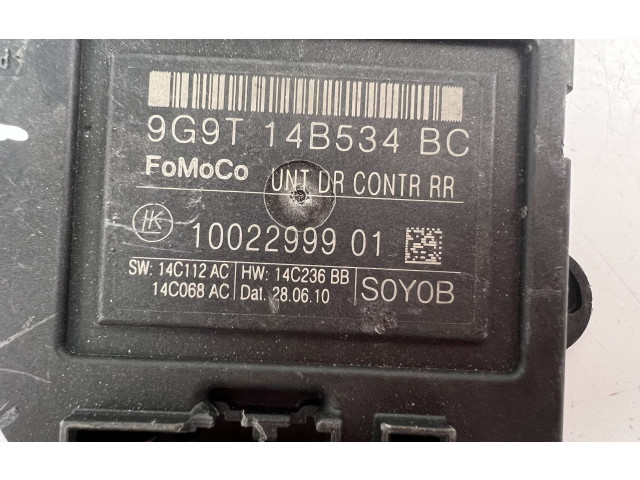 9G9T 14B534 BC
FoMoCo UNT DR CONTR RR
HK 10022999 01
SW: 14C112 AC HW: 14C236 BB
14C068 AC Dat. 28.06.10 S0Y0B